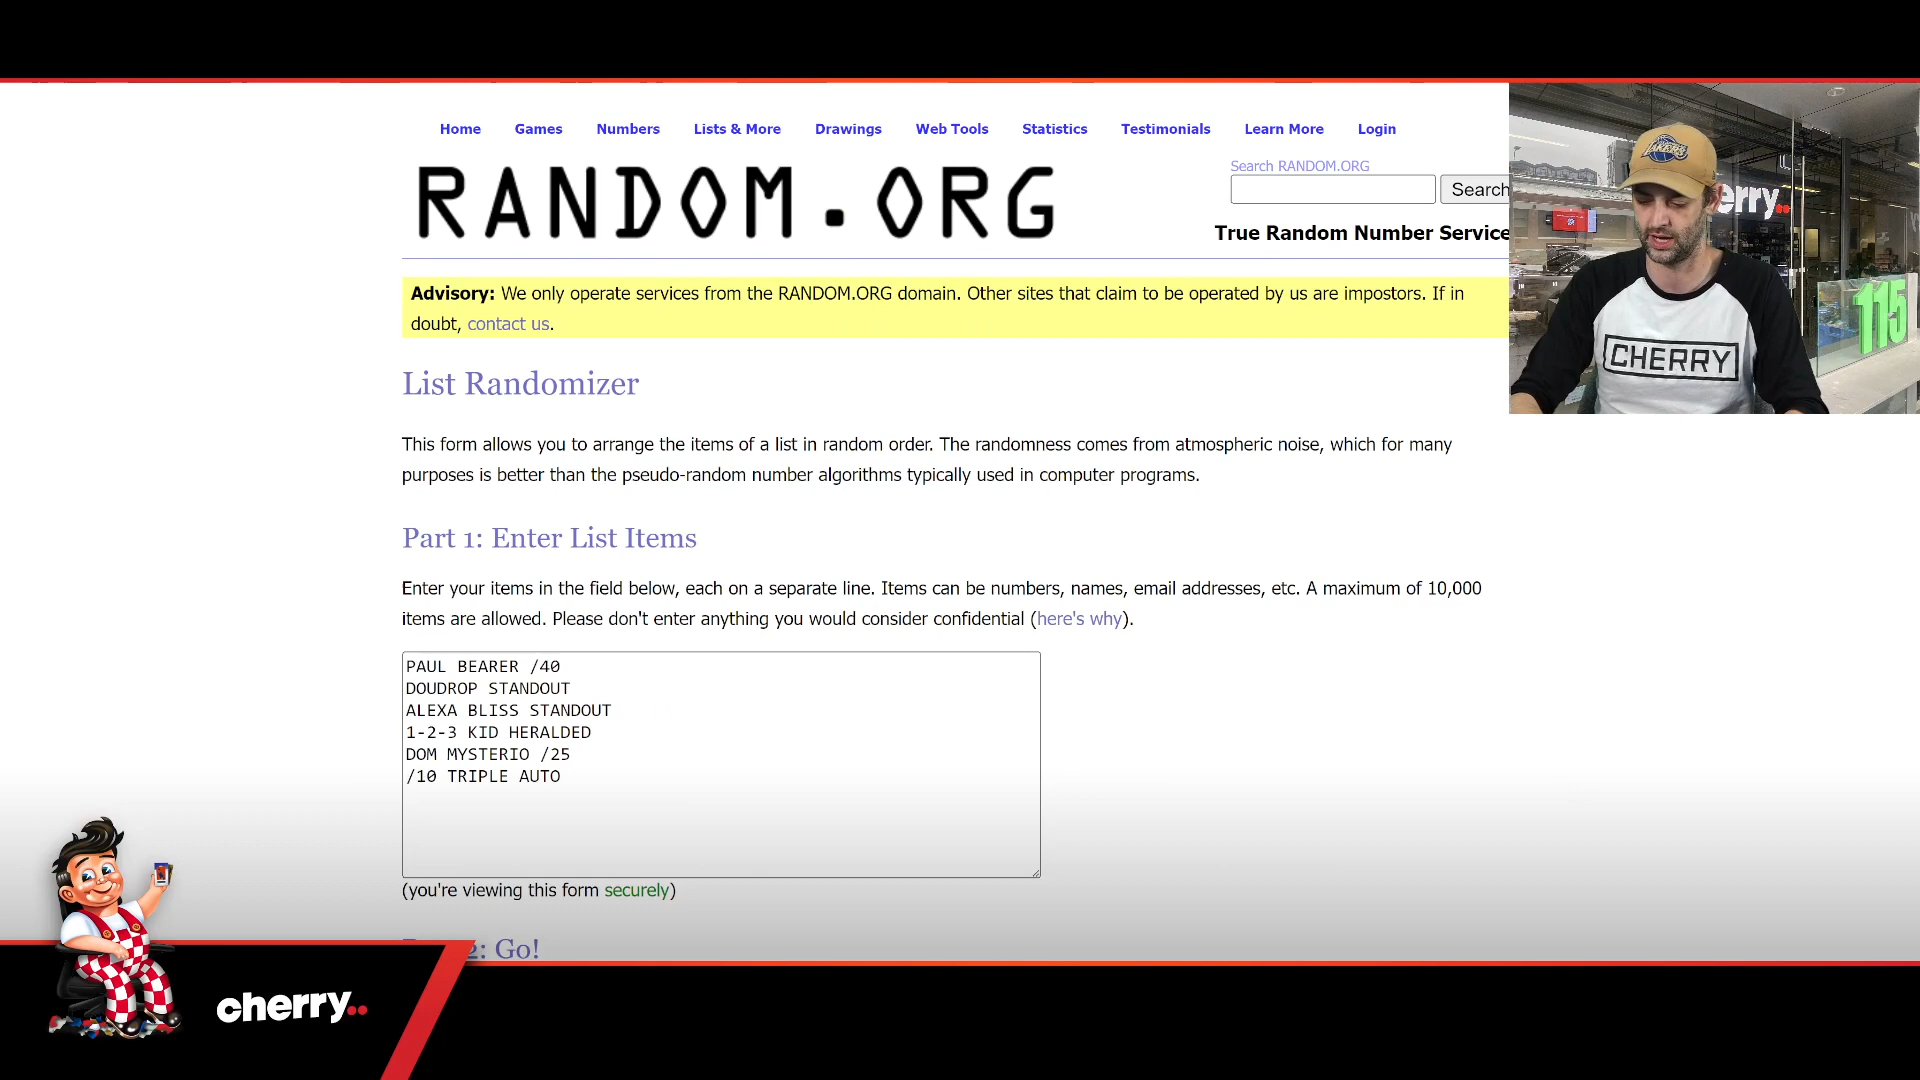 Home Games Numbers Lists & More Drawings Web Tools Statistics Testimonials Learn More Login
RANDOM.ORG
Search RANDOM.ORG
Search
True Random Number Service
Advisory: We only operate services from the RANDOM.ORG domain. Other sites that claim to be operated by us are impostors. If in
doubt, contact us.
LAKERS
cherry..
115
CHERRY
List Randomizer
This form allows you to arrange the items of a list in random order. The randomness comes from atmospheric noise, which for many
purposes is better than the pseudo-random number algorithms typically used in computer programs.
Part 1: Enter List Items
Enter your items in the field below, each on a separate line. Items can be numbers, names, email addresses, etc. A maximum of 10,000
items are allowed. Please don't enter anything you would consider confidential (here's why).
PAUL BEARER /40
DOUDROP STANDOUT
ALEXA BLISS STANDOUT
1-2-3 KID HERALDED
DOM MYSTERIO /25
/10 TRIPLE AUTO
(you're viewing this form securely)
2: Go!
cherry..